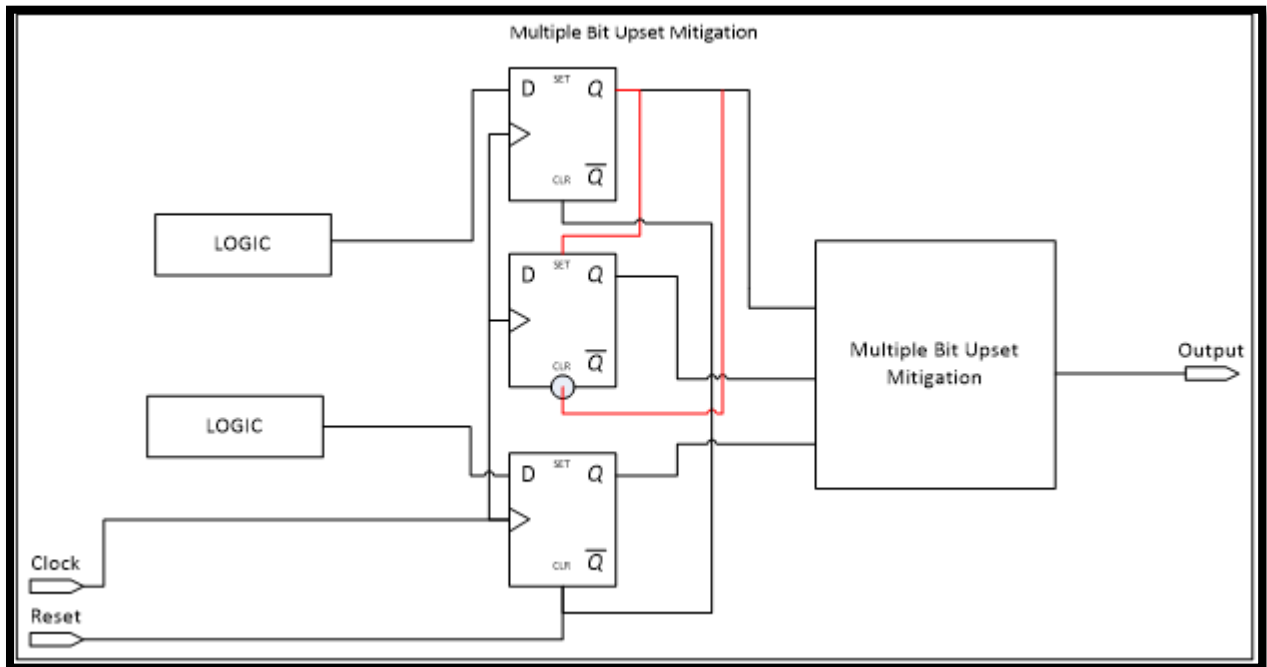 Multiple Bit Upset Mitigation
D SET Q
CLR Q̅
LOGIC
D SET Q
CLR Q̅
Multiple Bit Upset
Mitigation
Output
LOGIC
D SET Q
CLR Q̅
Clock
Reset